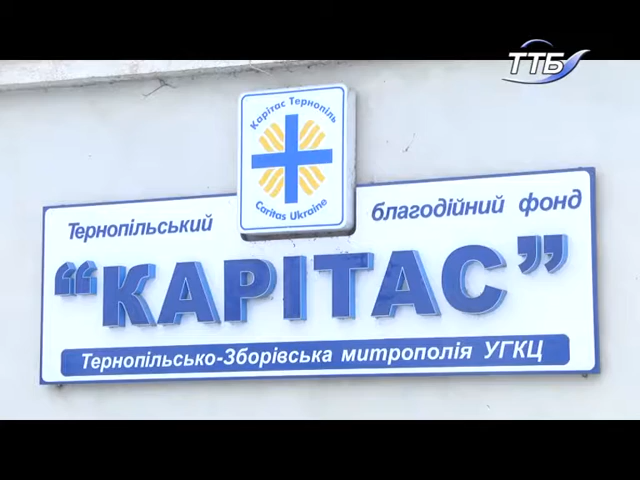 ТТБ
Карітас Тернопіль
Caritas Ukraine
Тернопільський благодійний фонд
“КАРІТАС”
Тернопільсько-Зборівська митрополія УГКЦ